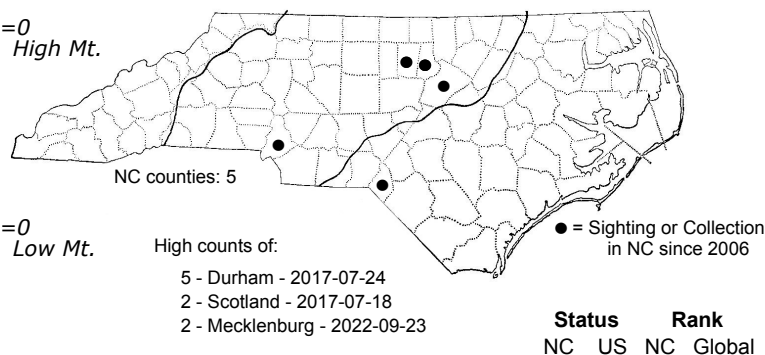 =0
High Mt.
NC counties: 5
=0
Low Mt.
High counts of:
5 - Durham - 2017-07-24
2 - Scotland - 2017-07-18
2 - Mecklenburg - 2022-09-23
● = Sighting or Collection
in NC since 2006
Status Rank
NC US NC Global